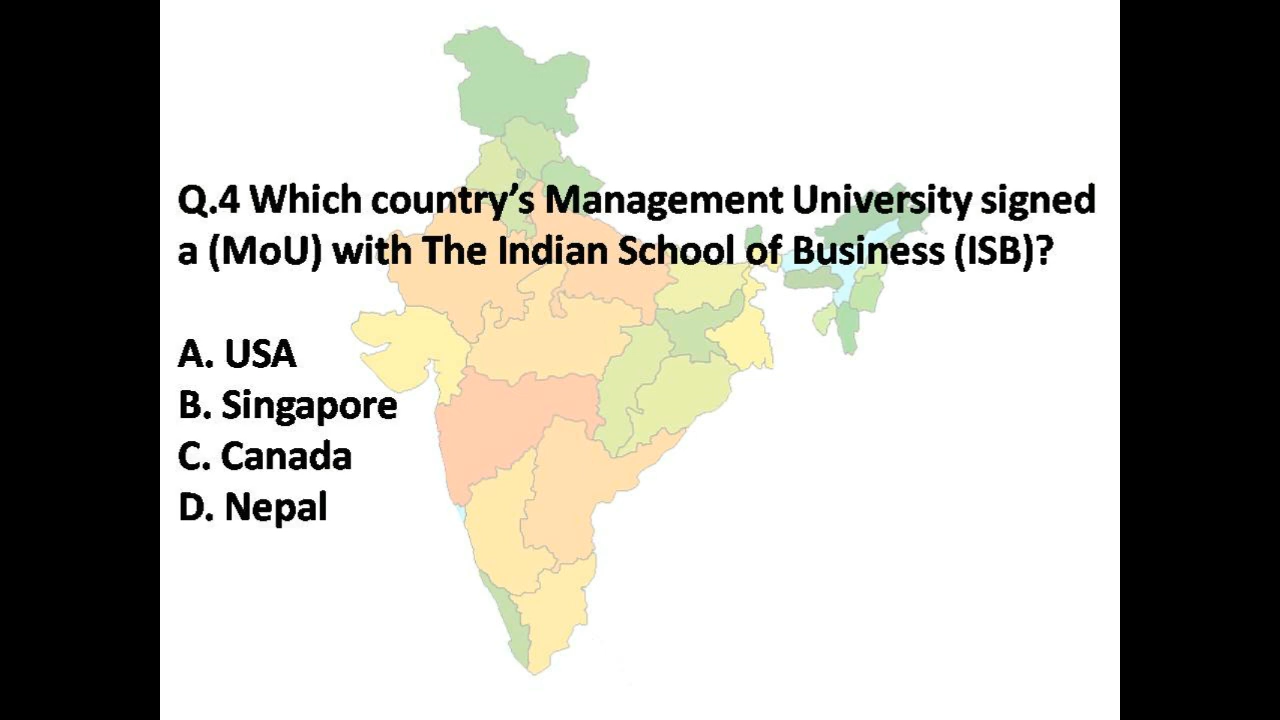 Q.4 Which country’s Management University signed
a (MoU) with The Indian School of Business (ISB)?
A. USA
B. Singapore
C. Canada
D. Nepal